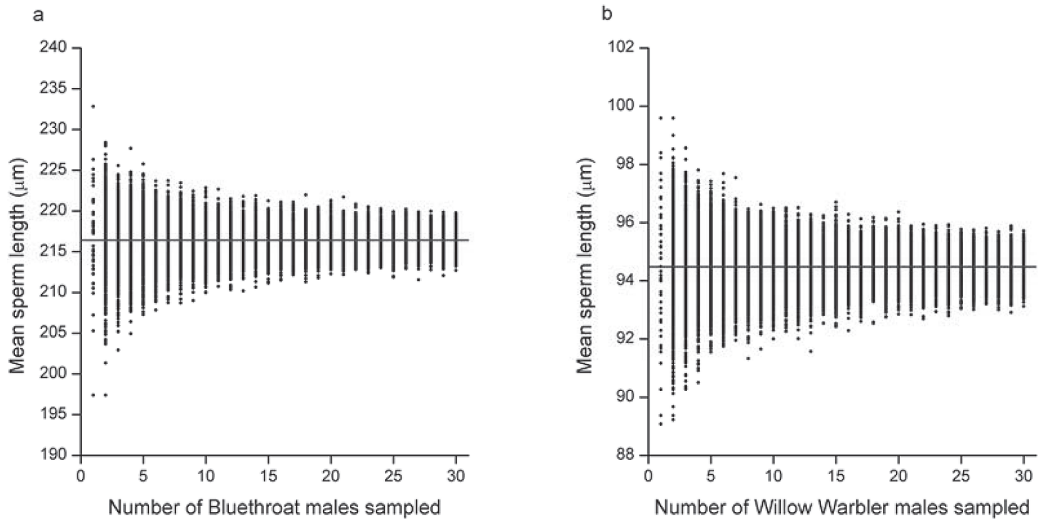 a
240
235
230
225
220
215
210
205
200
195
190
Mean sperm length (μm)
0 5 10 15 20 25 30
Number of Bluethroat males sampled
b
102
100
98
96
94
92
90
88
Mean sperm length (μm)
0 5 10 15 20 25 30
Number of Willow Warbler males sampled